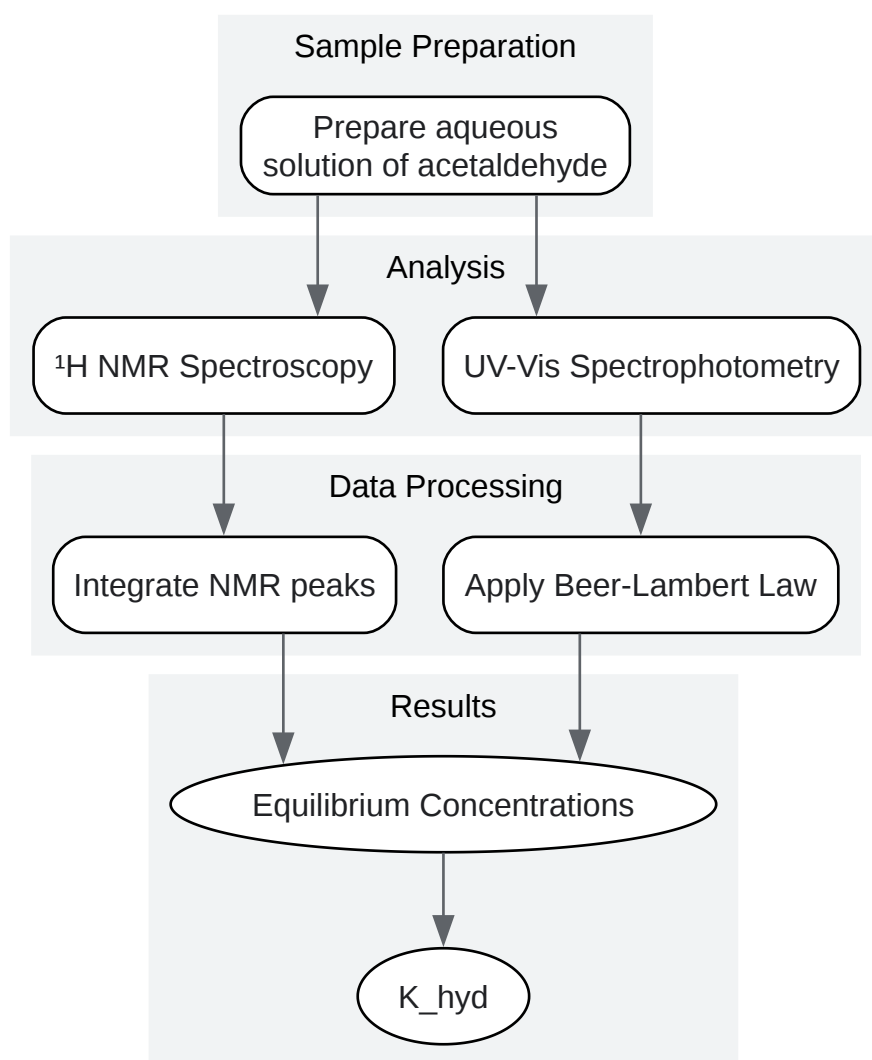 Sample Preparation
Prepare aqueous
solution of acetaldehyde
Analysis
¹H NMR Spectroscopy
UV-Vis Spectrophotometry
Data Processing
Integrate NMR peaks
Apply Beer-Lambert Law
Results
Equilibrium Concentrations
K_hyd